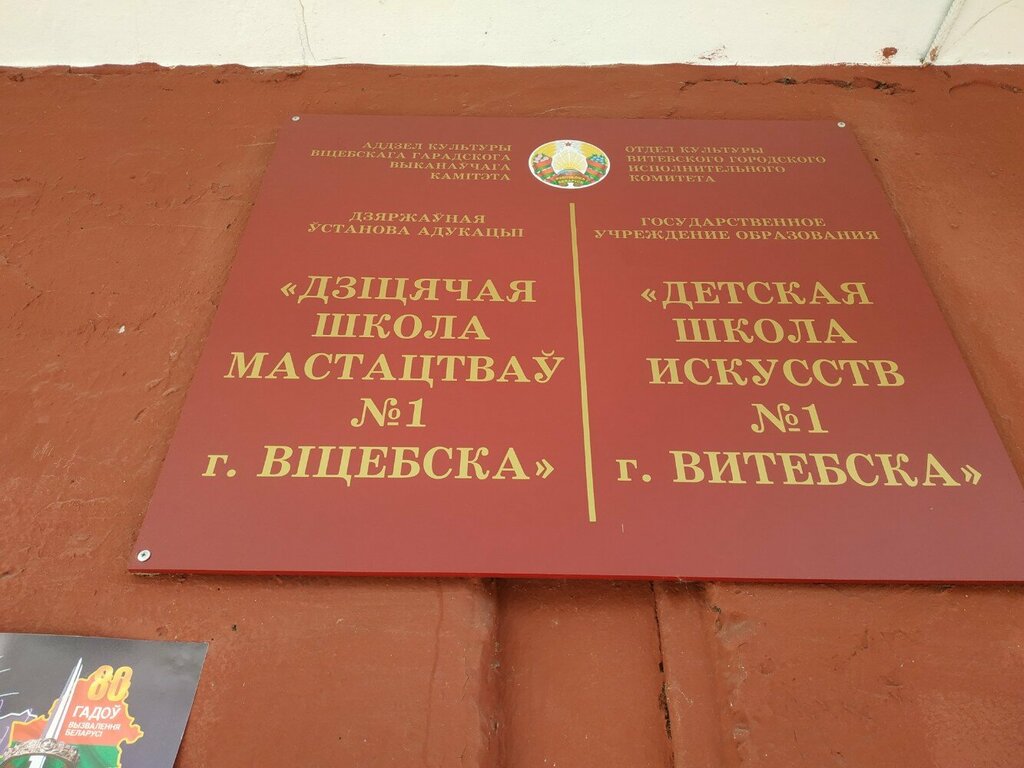 АДДЗЕЛ КУЛЬТУРЫ
ВІЦЕБСКАГА ГАРАДСКОГА
ВЫКАНАЎЧАГА
КАМІТЭТА
ДЗЯРЖАЎНАЯ
ЎСТАНОВА АДУКАЦЫІ
«ДЗІЦЯЧАЯ
ШКОЛА
МАСТАЦТВАЎ
№1
г. ВІЦЕБСКА»
ОТДЕЛ КУЛЬТУРЫ
ВИТЕБСКОГО ГОРОДСКОГО
ИСПОЛНИТЕЛЬНОГО
КОМИТЕТА
ГОСУДАРСТВЕННОЕ
УЧРЕЖДЕНИЕ ОБРАЗОВАНИЯ
«ДЕТСКАЯ
ШКОЛА
ИСКУССТВ
№1
г. ВИТЕБСКА»
80
ГАДОЎ
ВЫЗВАЛЕННЯ
БЕЛАРУСІ